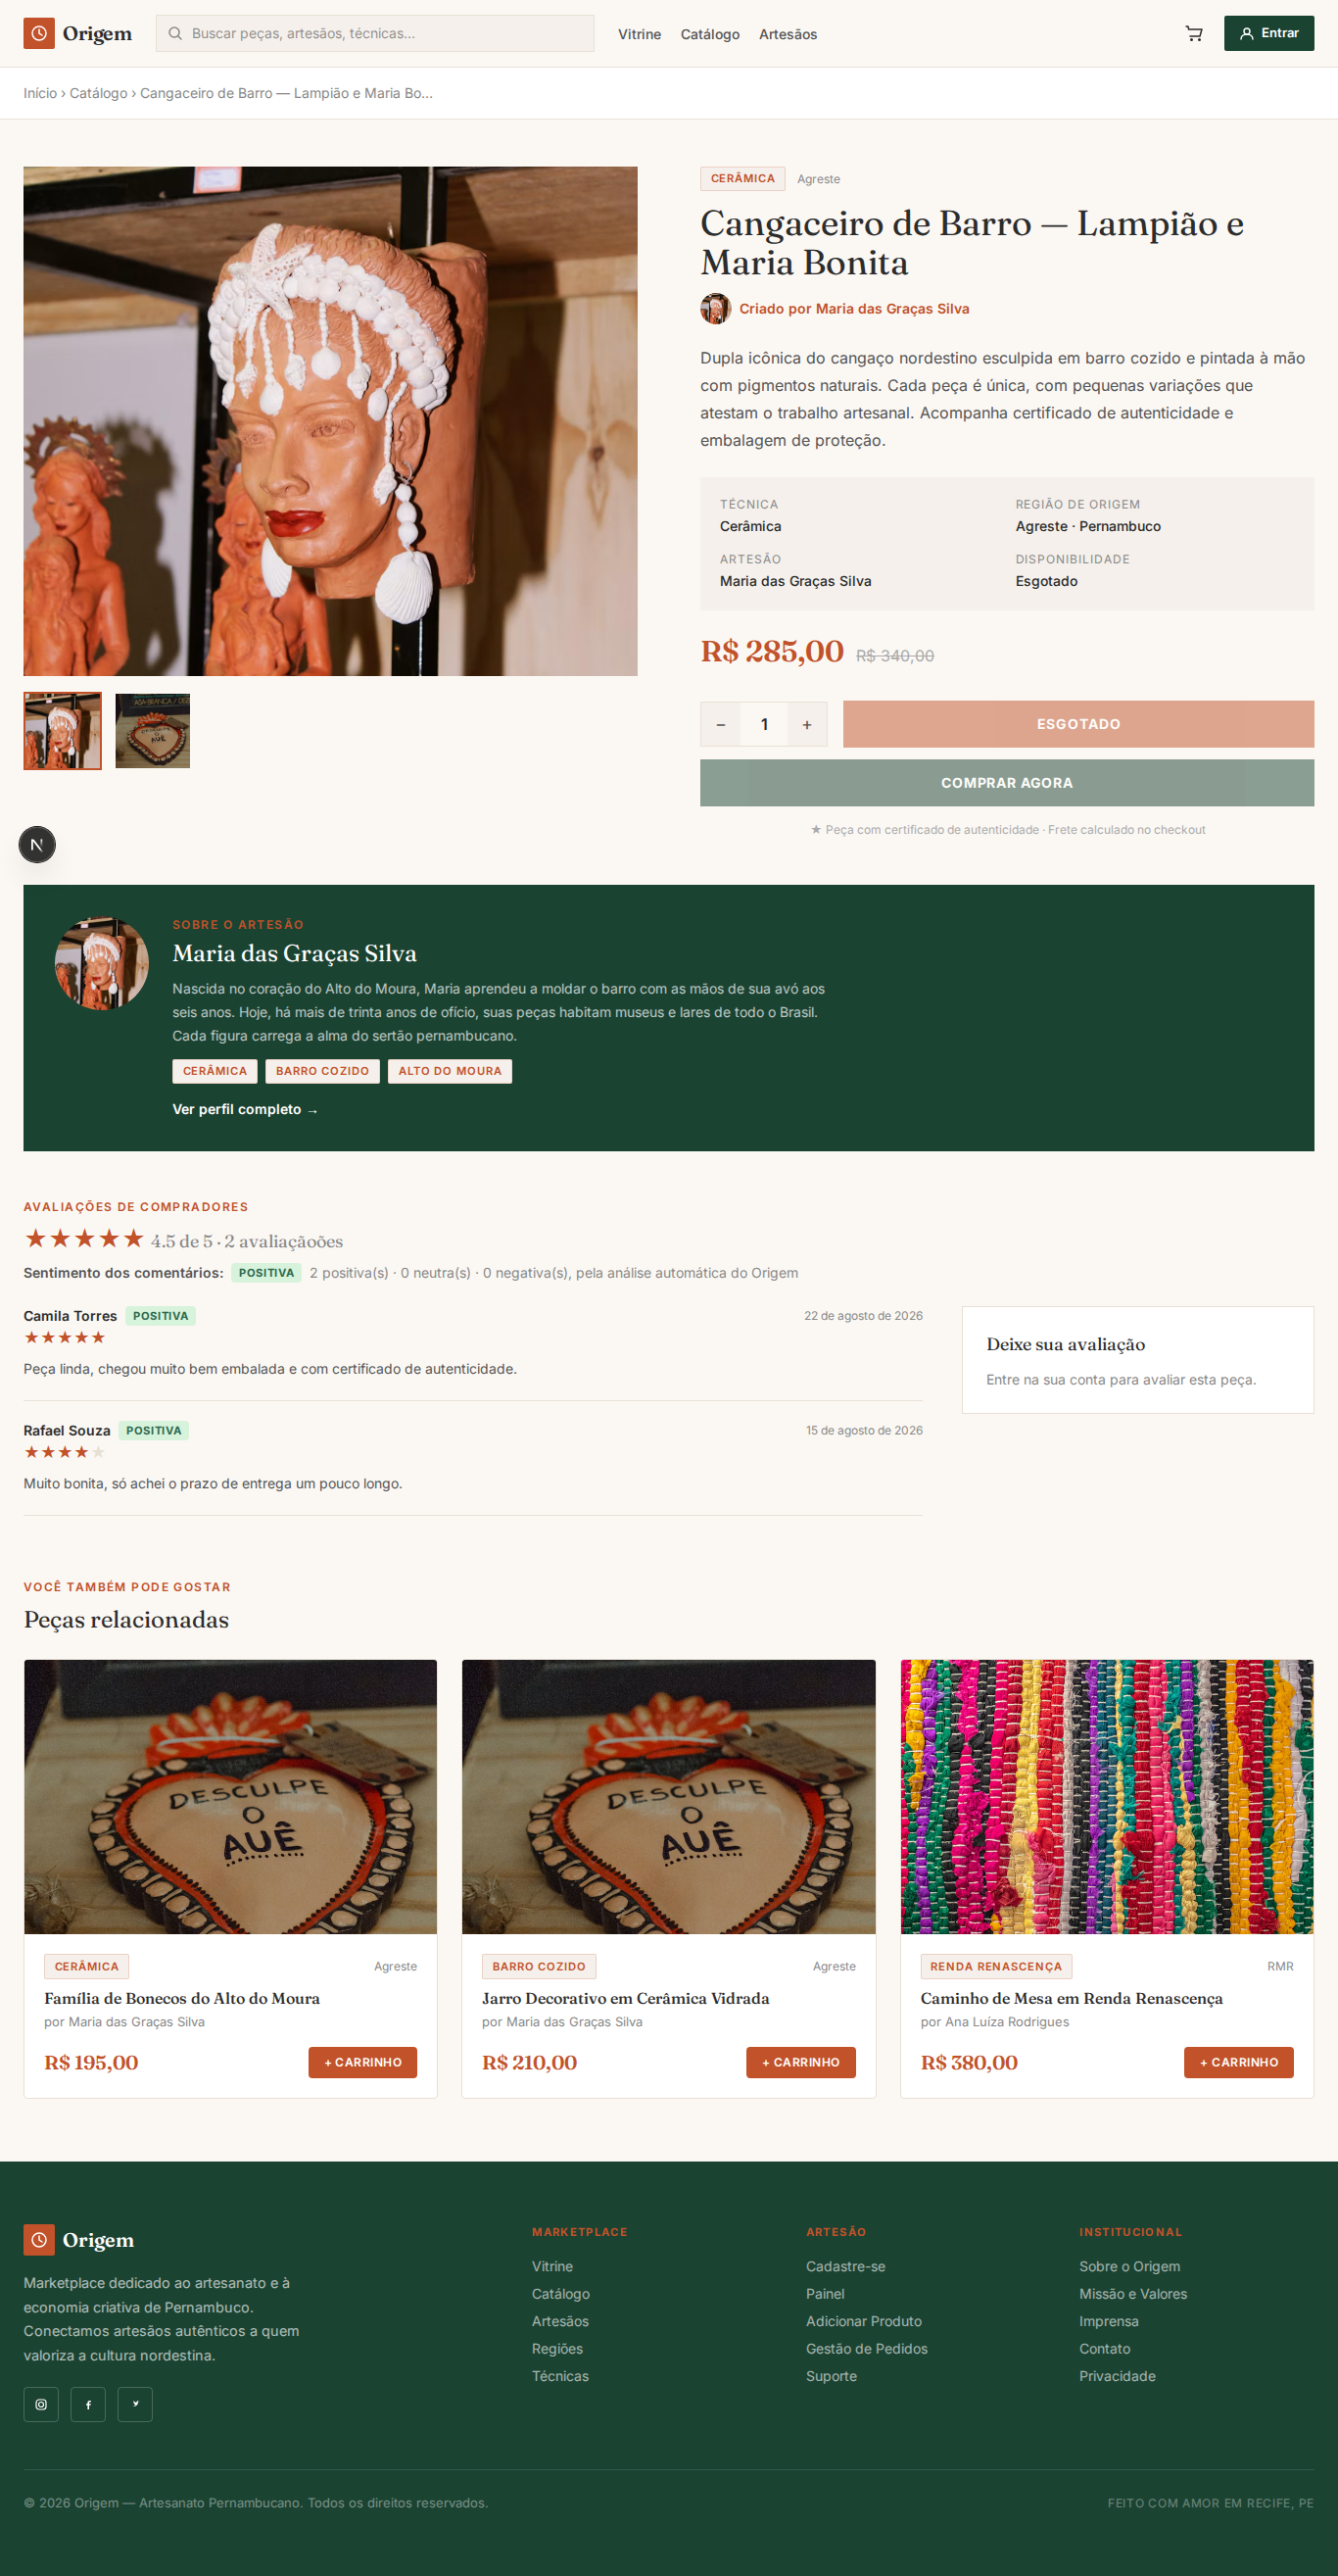 Origem
Buscar peças, artesãos, técnicas...
Vitrine Catálogo Artesãos
Entrar
Início › Catálogo › Cangaceiro de Barro — Lampião e Maria Bo...
CERÂMICA Agreste
Cangaceiro de Barro — Lampião e
Maria Bonita
Criado por Maria das Graças Silva
Dupla icônica do cangaço nordestino esculpida em barro cozido e pintada à mão
com pigmentos naturais. Cada peça é única, com pequenas variações que
atestam o trabalho artesanal. Acompanha certificado de autenticidade e
embalagem de proteção.
TÉCNICA
Cerâmica
REGIÃO DE ORIGEM
Agreste · Pernambuco
ARTESÃO
Maria das Graças Silva
DISPONIBILIDADE
Esgotado
R$ 285,00 R$ 340,00
− 1 +
ESGOTADO
COMPRAR AGORA
★ Peça com certificado de autenticidade · Frete calculado no checkout
DESCULPE
O
AUÊ
N
SOBRE O ARTESÃO
Maria das Graças Silva
Nascida no coração do Alto do Moura, Maria aprendeu a moldar o barro com as mãos de sua avó aos
seis anos. Hoje, há mais de trinta anos de ofício, suas peças habitam museus e lares de todo o Brasil.
Cada figura carrega a alma do sertão pernambucano.
CERÂMICA BARRO COZIDO ALTO DO MOURA
Ver perfil completo →
AVALIAÇÕES DE COMPRADORES
★★★★★ 4.5 de 5 · 2 avaliaçãoões
Sentimento dos comentários: POSITIVA 2 positiva(s) · 0 neutra(s) · 0 negativa(s), pela análise automática do Origem
Camila Torres POSITIVA 22 de agosto de 2026
★★★★★
Peça linda, chegou muito bem embalada e com certificado de autenticidade.
Rafael Souza POSITIVA 15 de agosto de 2026
★★★★★
Muito bonita, só achei o prazo de entrega um pouco longo.
Deixe sua avaliação
Entre na sua conta para avaliar esta peça.
VOCÊ TAMBÉM PODE GOSTAR
Peças relacionadas
DESCULPE
O
AUÊ
CERÂMICA Agreste
Família de Bonecos do Alto do Moura
por Maria das Graças Silva
R$ 195,00 + CARRINHO
DESCULPE
O
AUÊ
BARRO COZIDO Agreste
Jarro Decorativo em Cerâmica Vidrada
por Maria das Graças Silva
R$ 210,00 + CARRINHO
RENDA RENASCENÇA RMR
Caminho de Mesa em Renda Renascença
por Ana Luíza Rodrigues
R$ 380,00 + CARRINHO
Origem
Marketplace dedicado ao artesanato e à
economia criativa de Pernambuco.
Conectamos artesãos autênticos a quem
valoriza a cultura nordestina.
MARKETPLACE
Vitrine
Catálogo
Artesãos
Regiões
Técnicas
ARTESÃO
Cadastre-se
Painel
Adicionar Produto
Gestão de Pedidos
Suporte
INSTITUCIONAL
Sobre o Origem
Missão e Valores
Imprensa
Contato
Privacidade
© 2026 Origem — Artesanato Pernambucano. Todos os direitos reservados.
FEITO COM AMOR EM RECIFE, PE